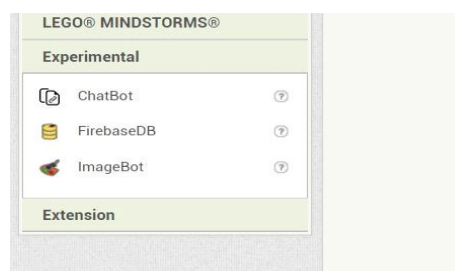 LEGO® MINDSTORMS®
Experimental
ChatBot ?
FirebaseDB ?
ImageBot ?
Extension